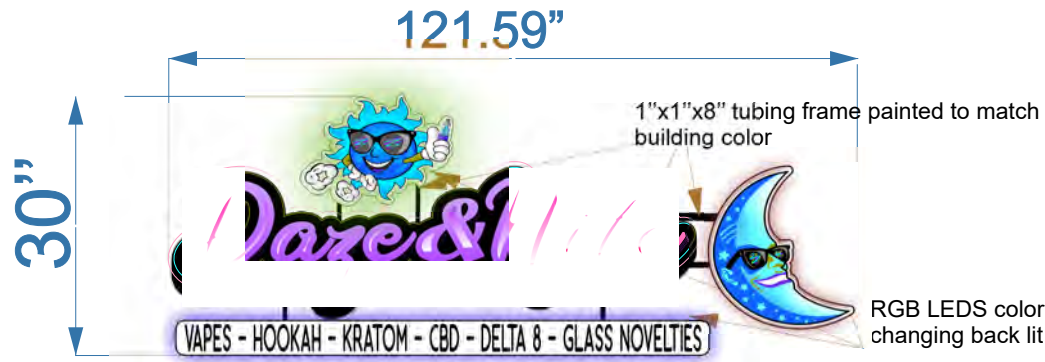 121.59”
1”x1”x8” tubing frame painted to match
building color
30”
Daze &
RGB LEDS color
changing back lit
VAPES - HOOKAH - KRATOM - CBD - DELTA 8 - GLASS NOVELTIES